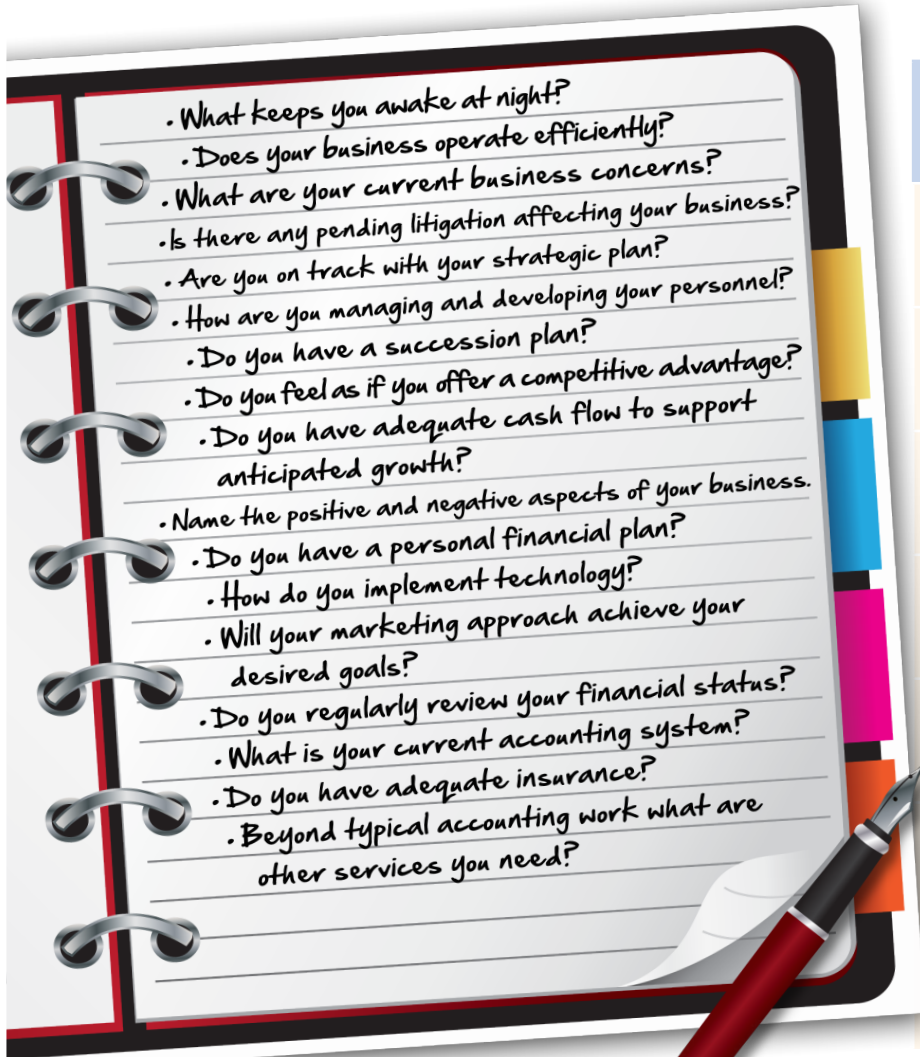 • What keeps you awake at night?
• Does your business operate efficiently?
• What are your current business concerns?
• Is there any pending litigation affecting your business?
• Are you on track with your strategic plan?
• How are you managing and developing your personnel?
• Do you have a succession plan?
• Do you feel as if you offer a competitive advantage?
• Do you have adequate cash flow to support
anticipated growth?
• Name the positive and negative aspects of your business.
• Do you have a personal financial plan?
• How do you implement technology?
• Will your marketing approach achieve your
desired goals?
• Do you regularly review your financial status?
• What is your current accounting system?
• Do you have adequate insurance?
• Beyond typical accounting work what are
other services you need?